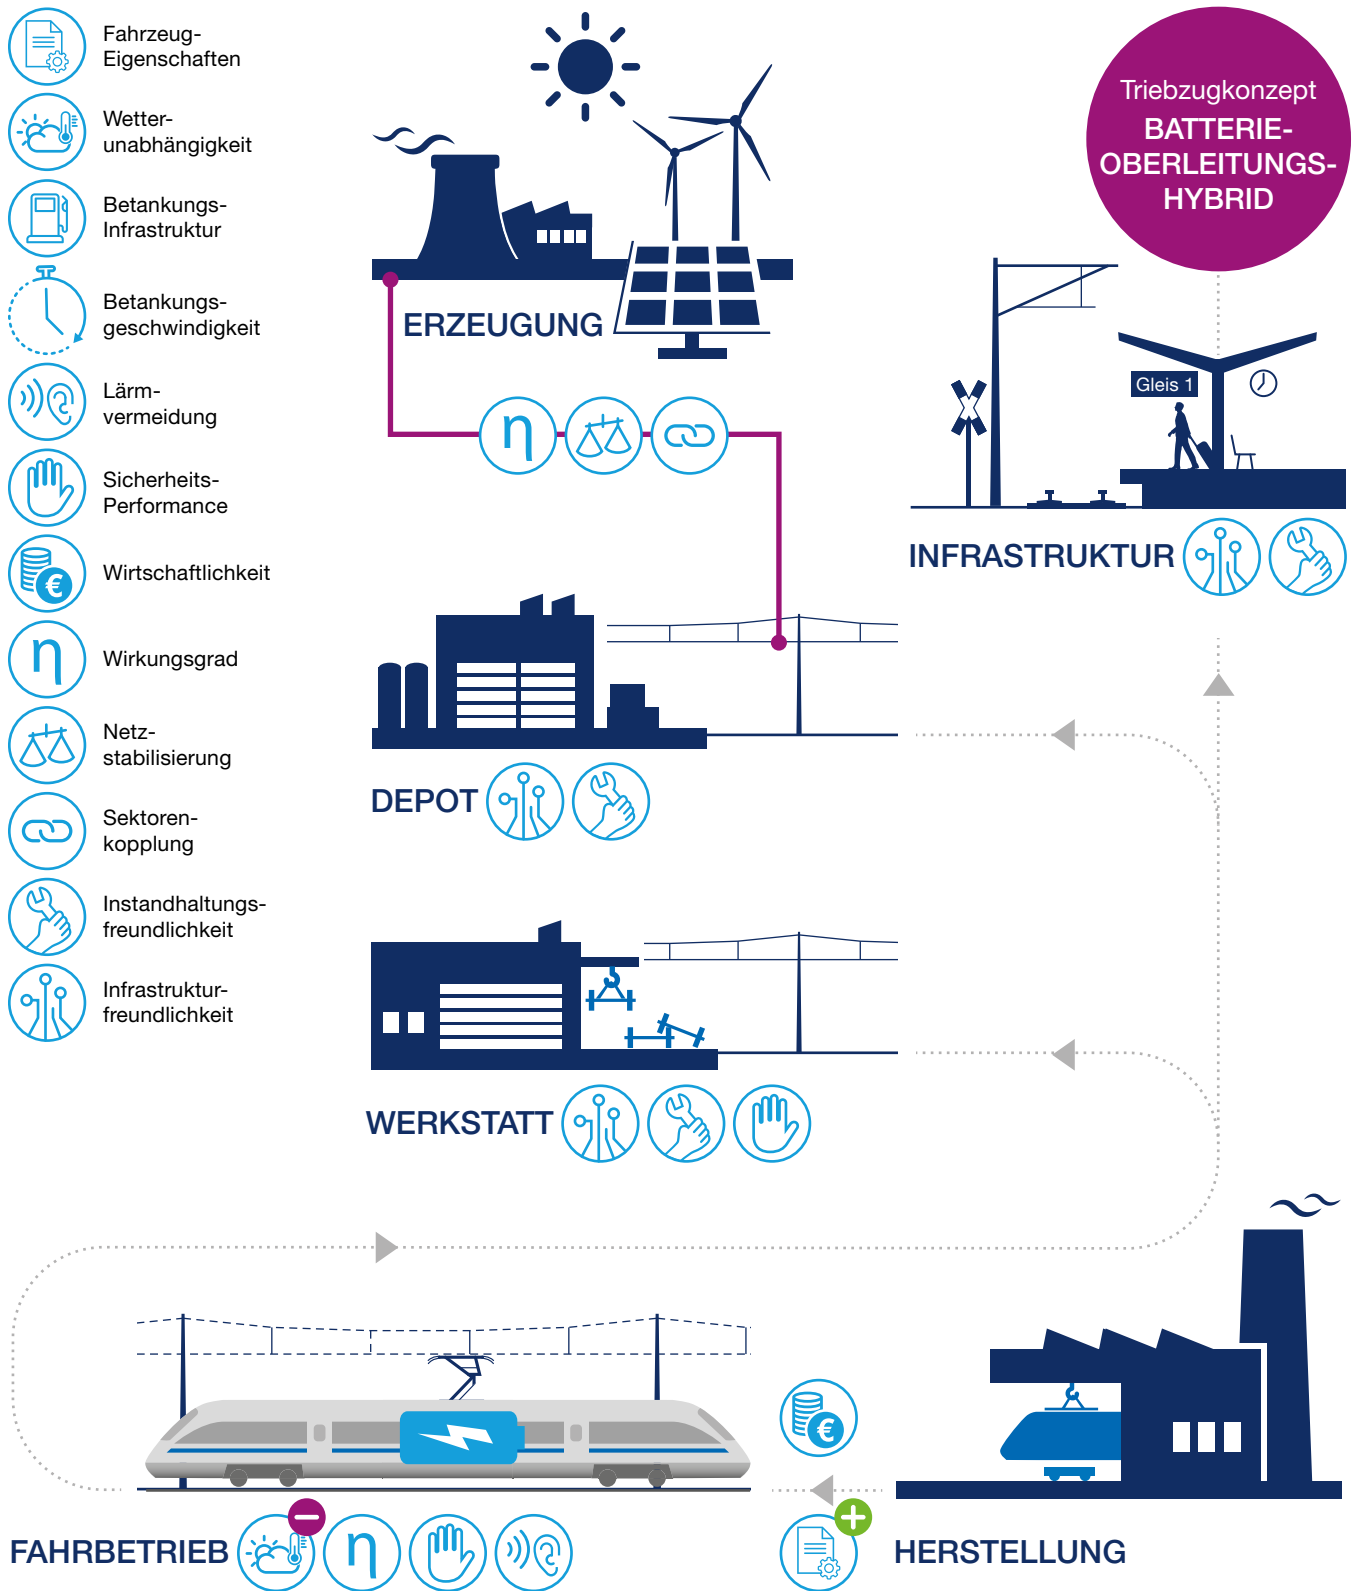 Fahrzeug-
Eigenschaften
Wetter-
unabhängigkeit
Betankungs-
Infrastruktur
Betankungs-
geschwindigkeit
Lärm-
vermeidung
Sicherheits-
Performance
€
Wirtschaftlichkeit
η
Wirkungsgrad
Netz-
stabilisierung
Sektoren-
kopplung
Instandhaltungs-
freundlichkeit
Infrastruktur-
freundlichkeit
Triebzugkonzept
BATTERIE-
OBERLEITUNGS-
HYBRID
ERZEUGUNG
η
Gleis 1
INFRASTRUKTUR
DEPOT
WERKSTATT
€
FAHRBETRIEB
η
HERSTELLUNG